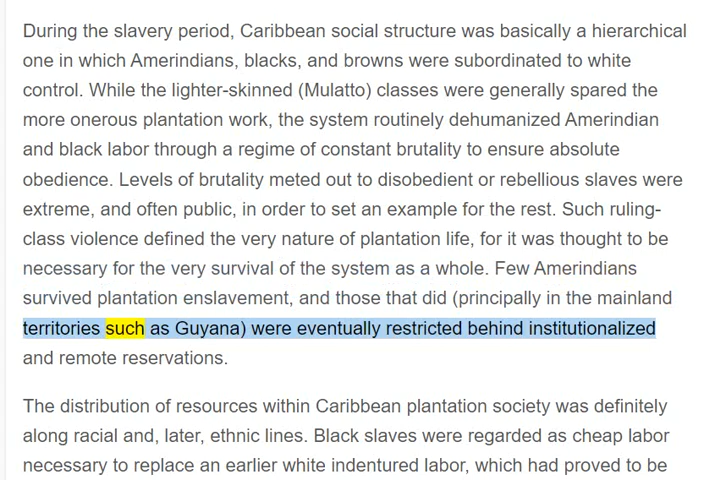 During the slavery period, Caribbean social structure was basically a hierarchical
one in which Amerindians, blacks, and browns were subordinated to white
control. While the lighter-skinned (Mulatto) classes were generally spared the
more onerous plantation work, the system routinely dehumanized Amerindian
and black labor through a regime of constant brutality to ensure absolute
obedience. Levels of brutality meted out to disobedient or rebellious slaves were
extreme, and often public, in order to set an example for the rest. Such ruling-
class violence defined the very nature of plantation life, for it was thought to be
necessary for the very survival of the system as a whole. Few Amerindians
survived plantation enslavement, and those that did (principally in the mainland
territories such as Guyana) were eventually restricted behind institutionalized
and remote reservations.
The distribution of resources within Caribbean plantation society was definitely
along racial and, later, ethnic lines. Black slaves were regarded as cheap labor
necessary to replace an earlier white indentured labor, which had proved to be